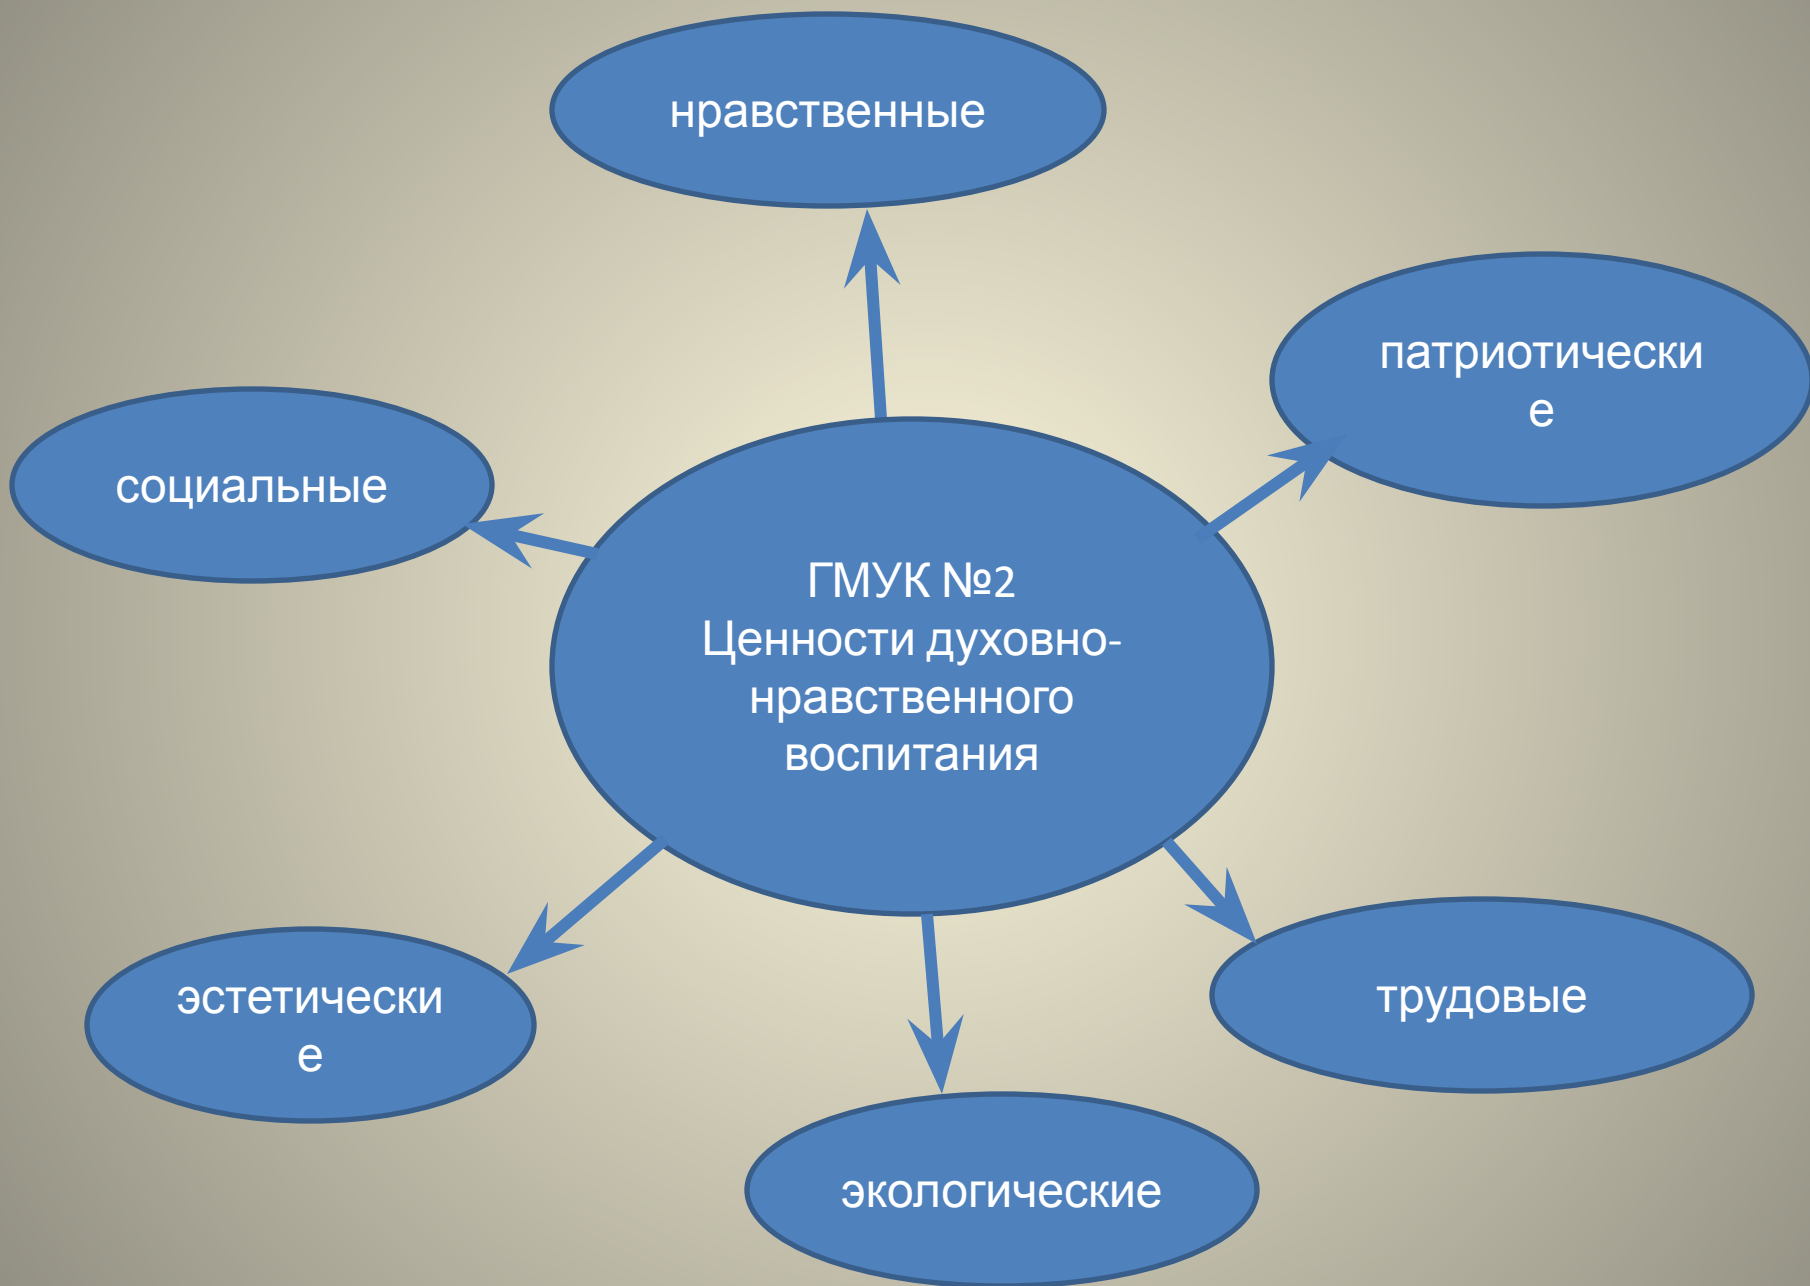 нравственные
патриотически
е
социальные
ГМУК №2
Ценности духовно-
нравственного
воспитания
эстетически
е
трудовые
экологические